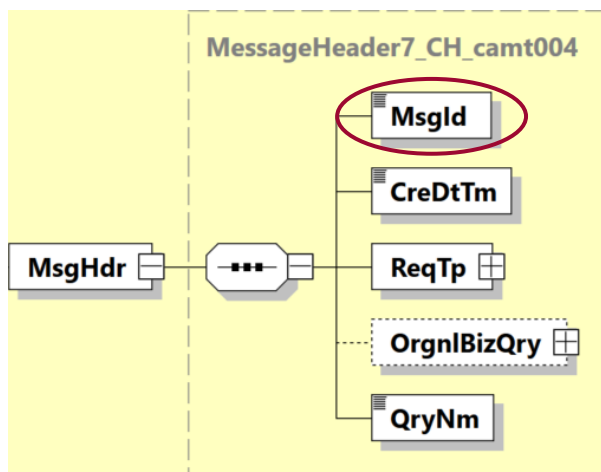 MessageHeader7_CH_camt004
MsgId
CreDtTm
MsgHdr
ReqTp
OrgnlBizQry
QryNm